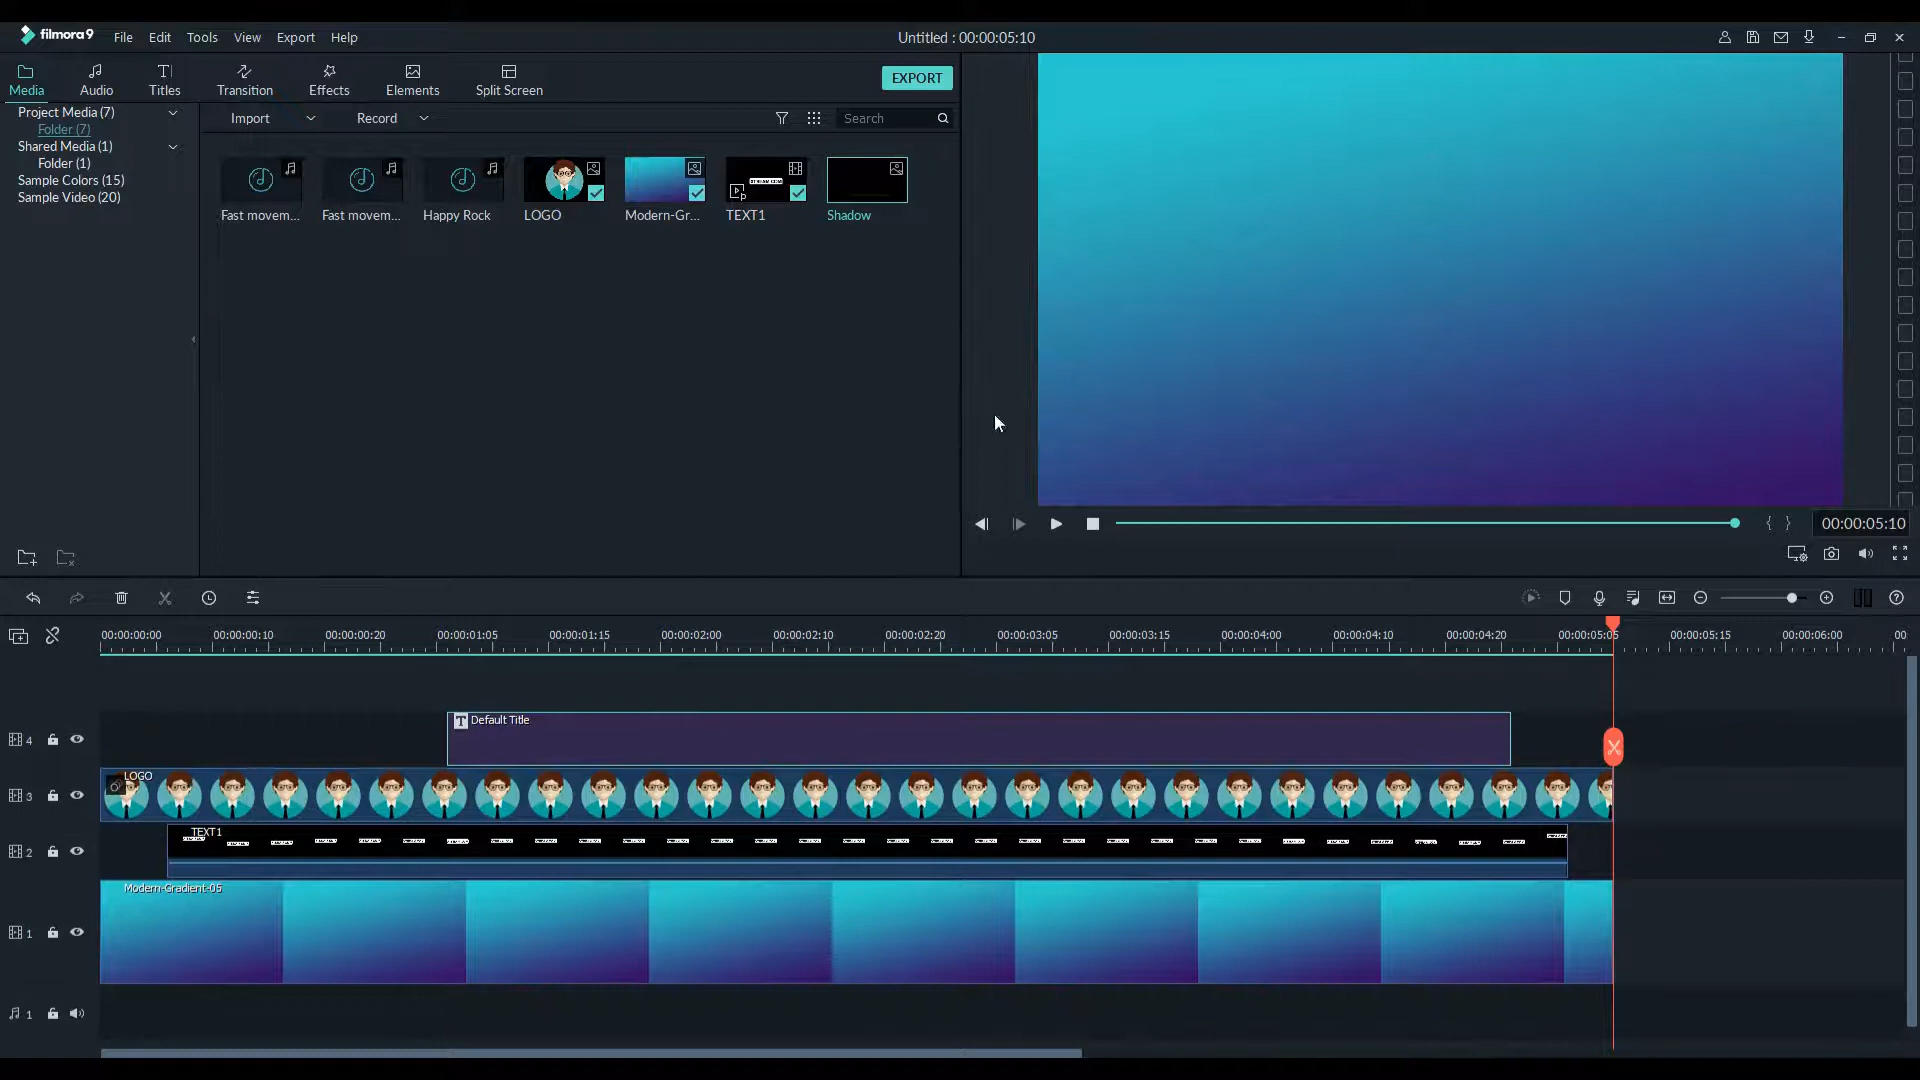 filmora9 File Edit Tools View Export Help Untitled : 00:00:05:10
Media Audio Titles Transition Effects Elements Split Screen EXPORT
Project Media (7)
Folder (7)
Shared Media (1)
Folder (1)
Sample Colors (15)
Sample Video (20)
Import Record Search
Fast movem... Fast movem... Happy Rock LOGO Modern-Gr... TEXT1 Shadow
00:00:05:10
00:00:00:00 00:00:00:10 00:00:00:20 00:00:01:05 00:00:01:15 00:00:02:00 00:00:02:10 00:00:02:20 00:00:03:05 00:00:03:15 00:00:04:00 00:00:04:10 00:00:04:20 00:00:05:05 00:00:05:15 00:00:06:00 00
4 Default Title
3 LOGO
2 TEXT1
1 Modern-Gradient-05
1